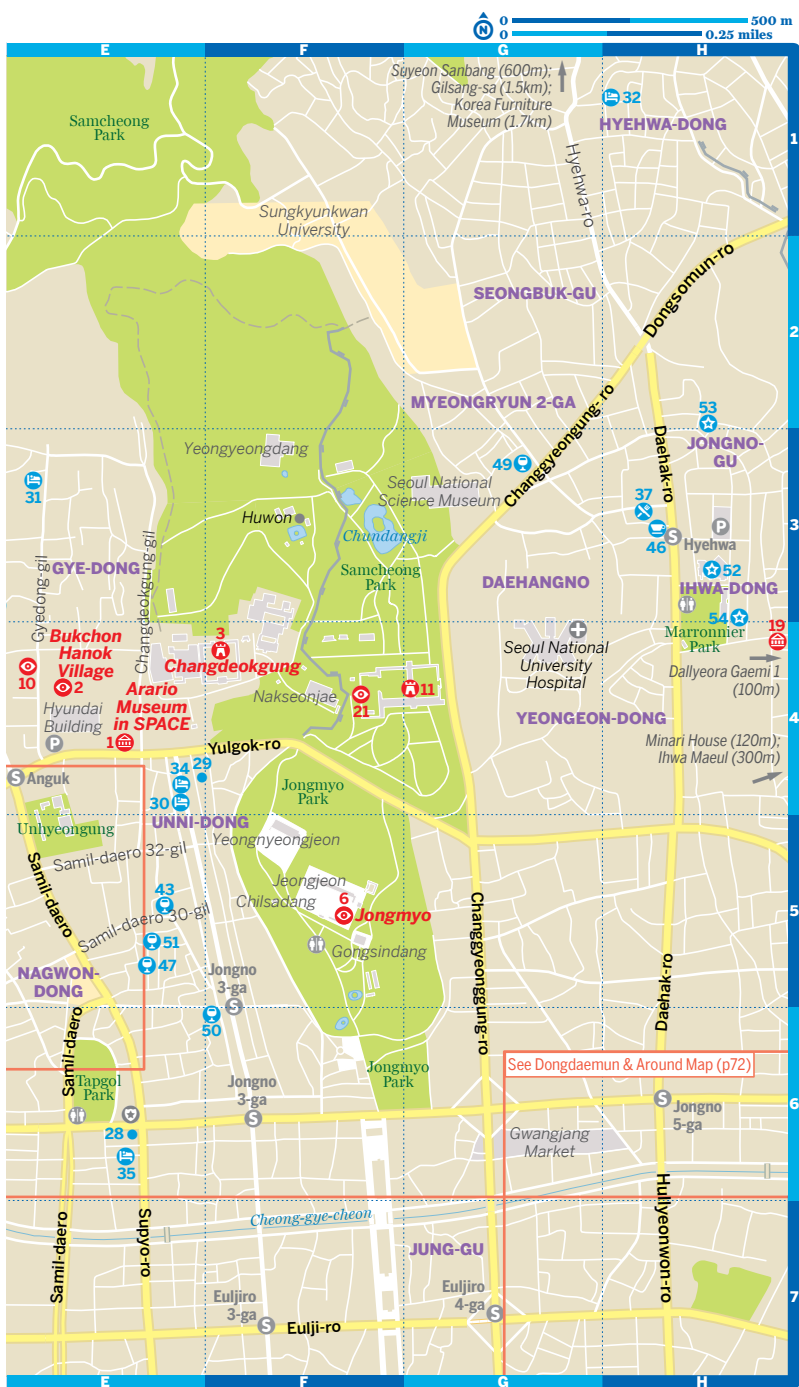 0 500 m
N
0 0.25 miles
E F G H
Suyeon Sanbang (600m);
Gilsang-sa (1.5km);
Korea Furniture
Museum (1.7km)
32
HYEHWA-DONG
Samcheong
Park
1
Hyehwa-ro
Sungkyunkwan
University
Dongsomun-ro
SEONGBUK-GU
2
MYEONGRYUN 2-GA
53
JONGNO-
GU
Changgyeongung- ro
Daehak-ro
Yeongyeongdang
49
31
Seoul National
Science Museum
37
Huwon
Chundangji
46
S Hyehwa
P
3
GYE-DONG
Gyedong-gil
Changdeokgung-gil
Samcheong
Park
DAEHANGNO
52
IHWA-DONG
54
19
Marronnier
Park
Bukchon
Hanok
Village
3
Changdeokgung
Seoul National
University
Hospital
Dallyeora Gaemi 1
(100m)
10
2
Arario
Museum
in SPACE
Nakseonjae
21
11
Hyundai
Building
YEONGEON-DONG
4
P
1
Yulgok-ro
Minari House (120m);
Ihwa Maeul (300m)
S Anguk
34
29
30
Jongmyo
Park
Unhyeongung
UNNI-DONG
Yeongnyeongjeon
Samil-daero 32-gil
Samil-daero
Jeongjeon
Chilsadang
6
Jongmyo
43
Samil-daero 30-gil
5
51
47
Gongsindang
Changgyeonggung-ro
Daehak-ro
NAGWON-
DONG
Jongno
3-ga
S
50
Samil-daero
See Dongdaemun & Around Map (p72)
Tapgol
Park
Jongno
3-ga
S
Jongmyo
Park
S
Jongno
5-ga
6
28
Gwangjang
Market
35
Hullyeonwon-ro
Cheong-gye-cheon
Samil-daero
Supyo-ro
JUNG-GU
Euljiro
3-ga
S
Euljiro
4-ga
S
7
Eulji-ro
E F G H